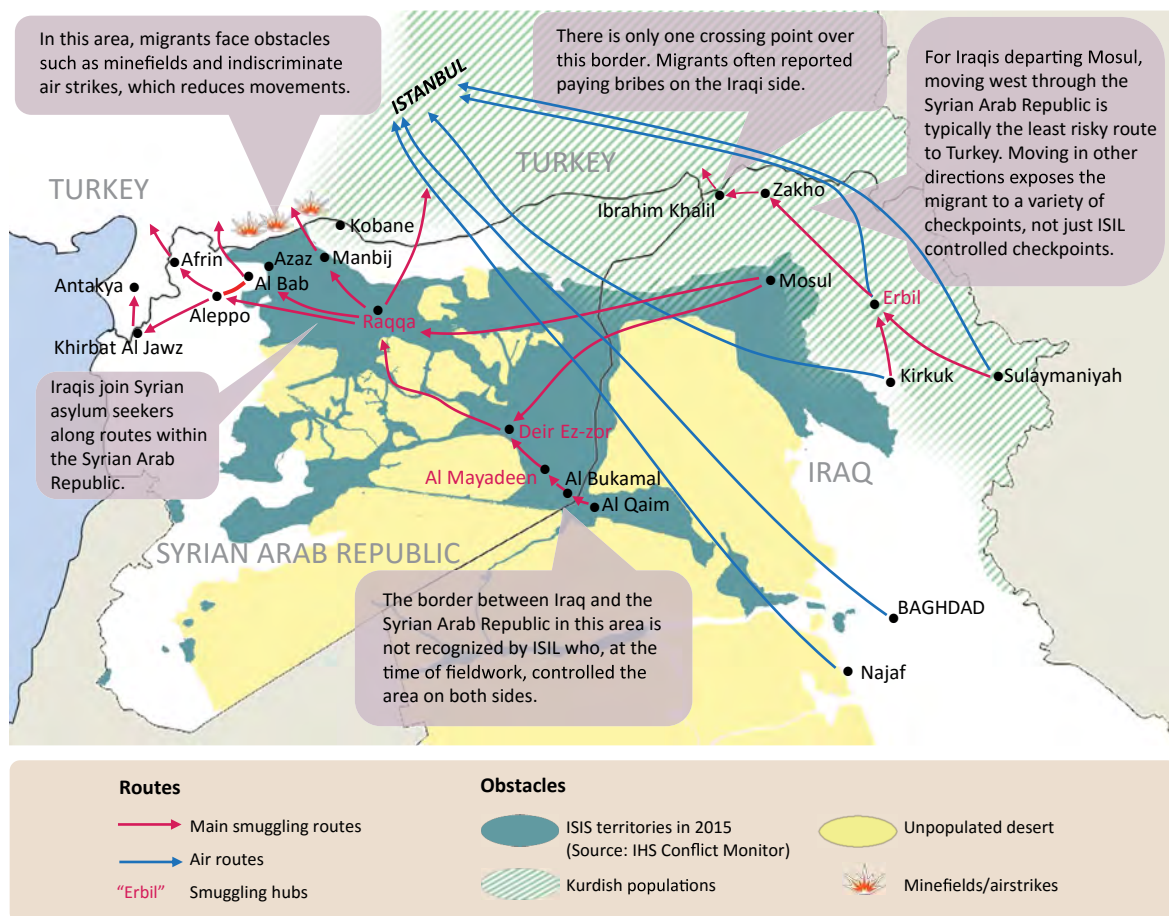 In this area, migrants face obstacles
such as minefields and indiscriminate
air strikes, which reduces movements.
There is only one crossing point over
this border. Migrants often reported
paying bribes on the Iraqi side.
For Iraqis departing Mosul,
moving west through the
Syrian Arab Republic is
typically the least risky route
to Turkey. Moving in other
directions exposes the
migrant to a variety of
checkpoints, not just ISIL
controlled checkpoints.
ISTANBUL
TURKEY
TURKEY
Zakho
Ibrahim Khalil
Kobane
Afrin
Azaz
Manbij
Al Bab
Antakya
Aleppo
Mosul
Erbil
Raqqa
Khirbat Al Jawz
Kirkuk
Sulaymaniyah
Iraqis join Syrian
asylum seekers
along routes within
the Syrian Arab
Republic.
Deir Ez-zor
IRAQ
Al Mayadeen
Al Bukamal
Al Qaim
SYRIAN ARAB REPUBLIC
The border between Iraq and the
Syrian Arab Republic in this area is
not recognized by ISIL who, at the
time of fieldwork, controlled the
area on both sides.
BAGHDAD
Najaf
Routes
Main smuggling routes
Air routes
"Erbil" Smuggling hubs
Obstacles
ISIS territories in 2015
(Source: IHS Conflict Monitor)
Kurdish populations
Unpopulated desert
Minefields/airstrikes